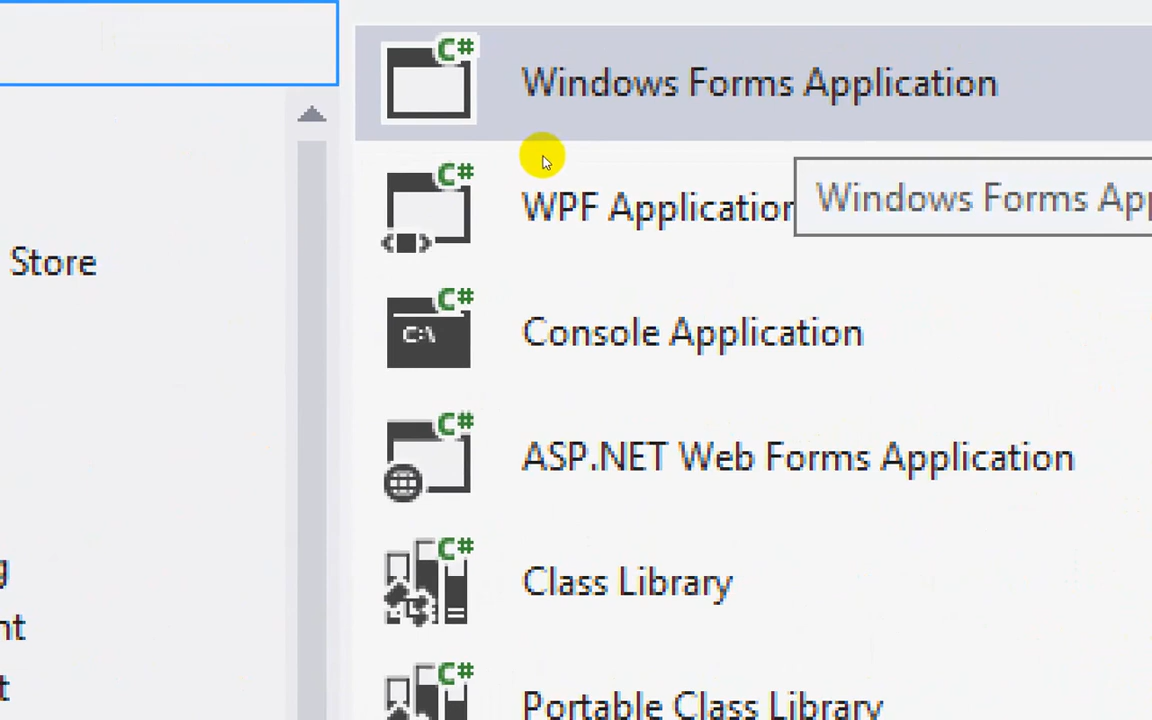 Windows Forms Application
WPF Application
Windows Forms App
Store
Console Application
C:\
ASP.NET Web Forms Application
Class Library
Portable Class Library
C#
C#
C#
C#
C#
C#